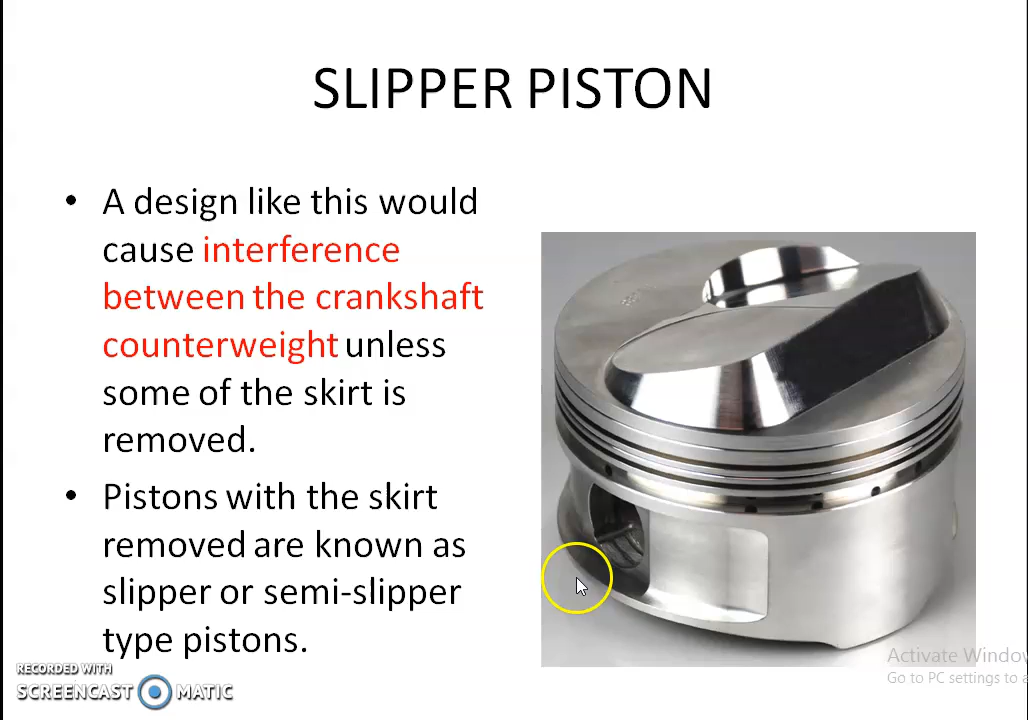 SLIPPER PISTON
• A design like this would
cause interference
between the crankshaft
counterweight unless
some of the skirt is
removed.
• Pistons with the skirt
removed are known as
slipper or semi-slipper
type pistons.
RECORDED WITH
SCREENCAST MATIC
Activate Windo
Go to PC settings to a